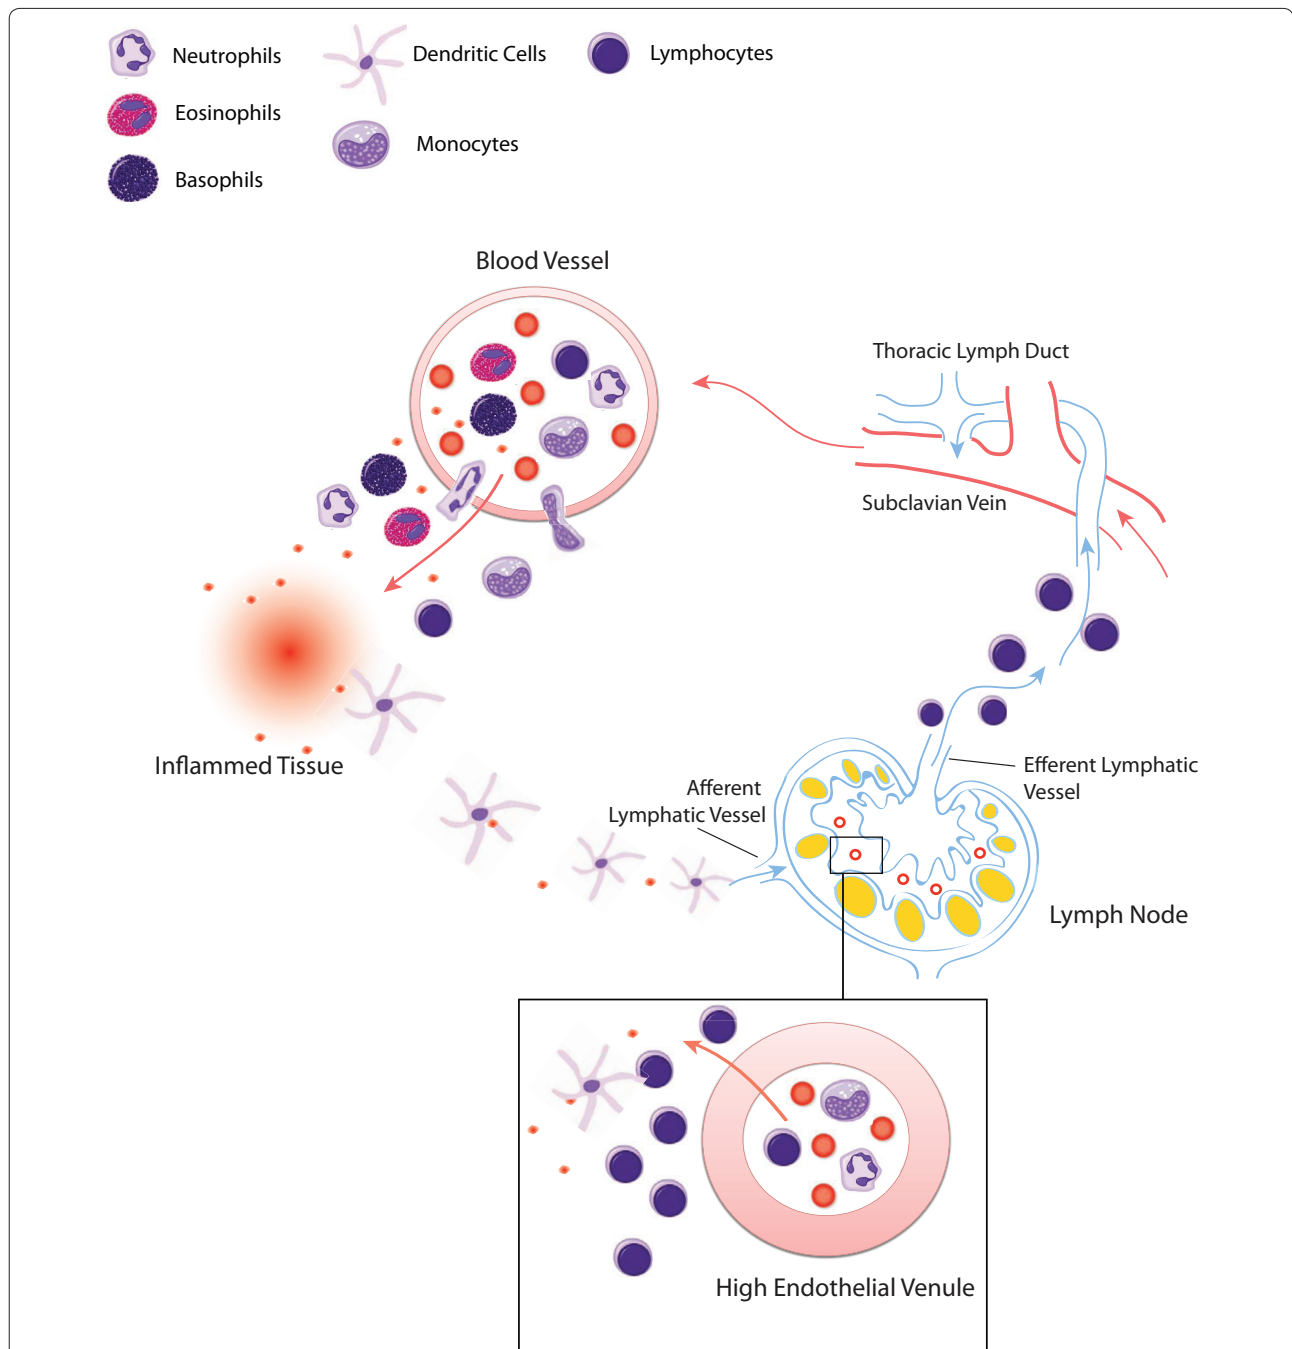 Neutrophils
Dendritic Cells
Lymphocytes
Eosinophils
Monocytes
Basophils
Blood Vessel
Thoracic Lymph Duct
Subclavian Vein
Inflammed Tissue
Afferent
Lymphatic Vessel
Efferent Lymphatic
Vessel
Lymph Node
High Endothelial Venule